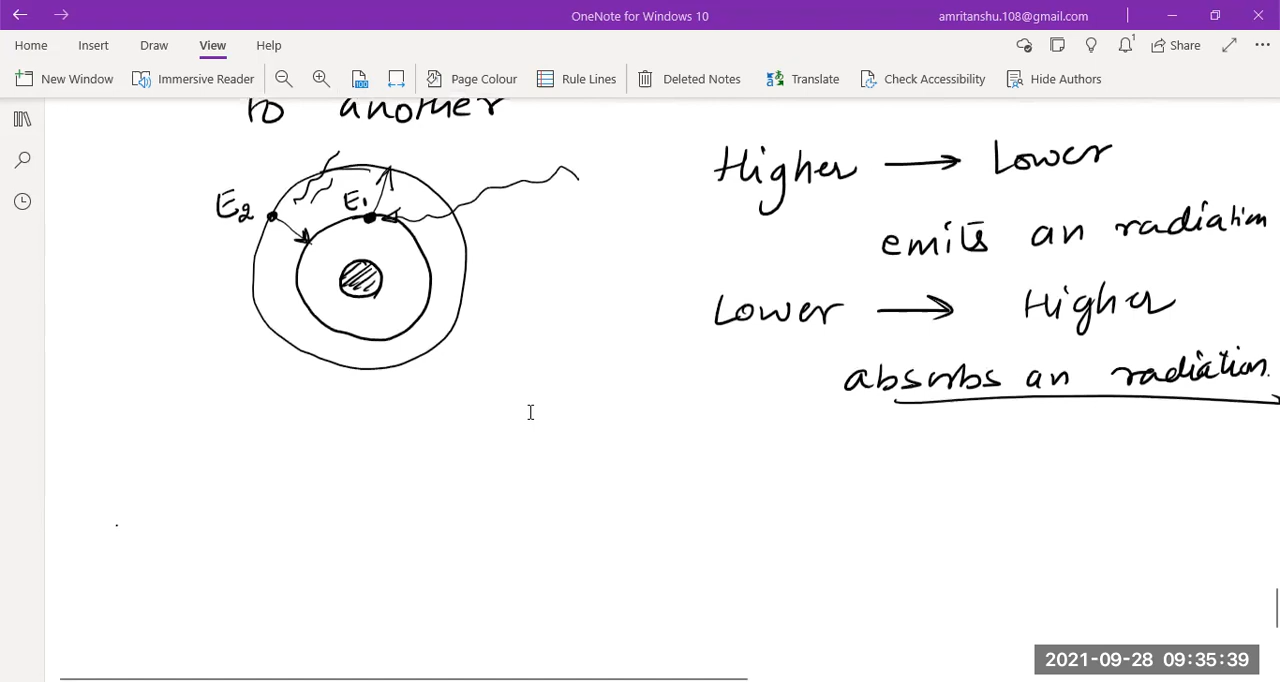 OneNote for Windows 10
amritanshu.108@gmail.com
Home Insert Draw View Help
1 Share
New Window Immersive Reader 100 Page Colour Rule Lines Deleted Notes Translate Check Accessibility Hide Authors
to another
Higher → Lower
E2 E1
emits an radiation
Lower → Higher
absorbs an radiation.
2021-09-28 09:35:39